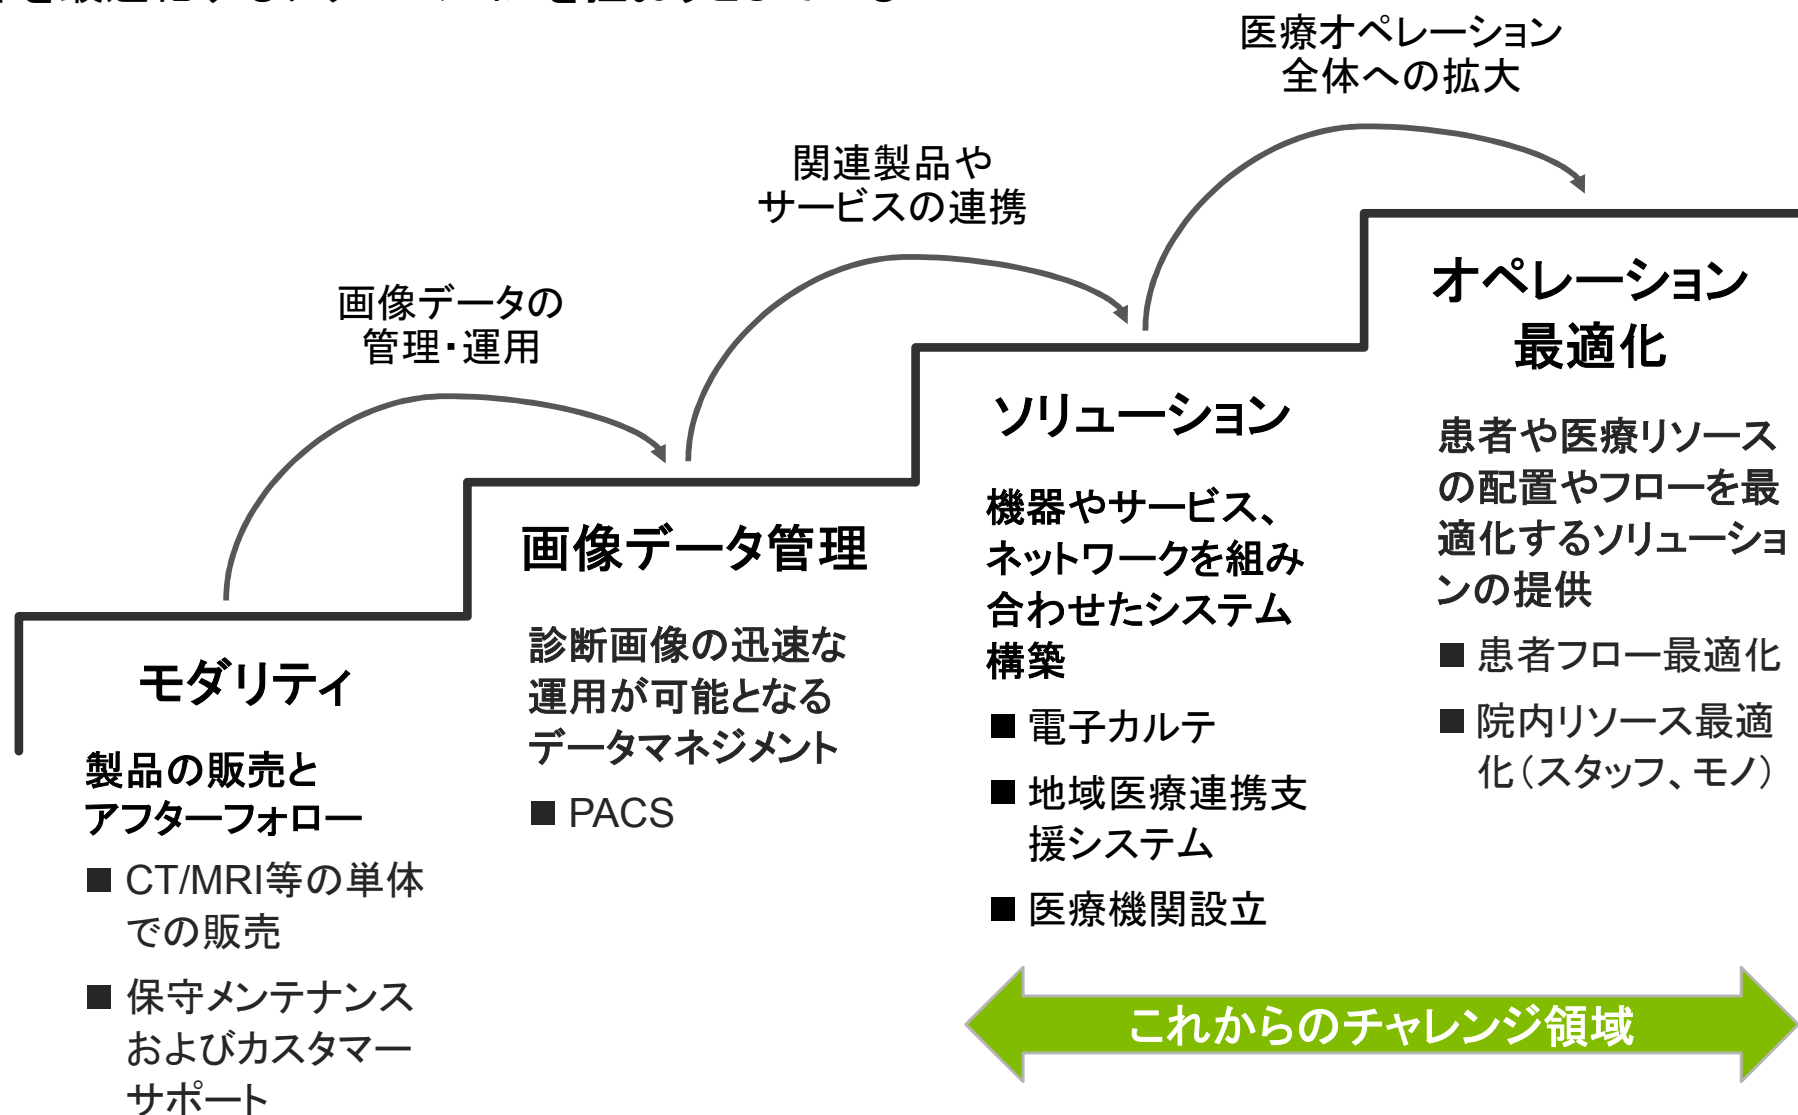 医療オペレーション
全体への拡大
関連製品や
サービスの連携
画像データの
管理・運用
モダリティ
製品の販売と
アフターフォロー
■ CT/MRI等の単体
での販売
■ 保守メンテナンス
およびカスタマー
サポート
画像データ管理
診断画像の迅速な
運用が可能となる
データマネジメント
■ PACS
ソリューション
機器やサービス、
ネットワークを組み
合わせたシステム
構築
■ 電子カルテ
■ 地域医療連携支
援システム
■ 医療機関設立
オペレーション
最適化
患者や医療リソース
の配置やフローを最
適化するソリューショ
ンの提供
■ 患者フロー最適化
■ 院内リソース最適
化（スタッフ、モノ）
これからのチャレンジ領域